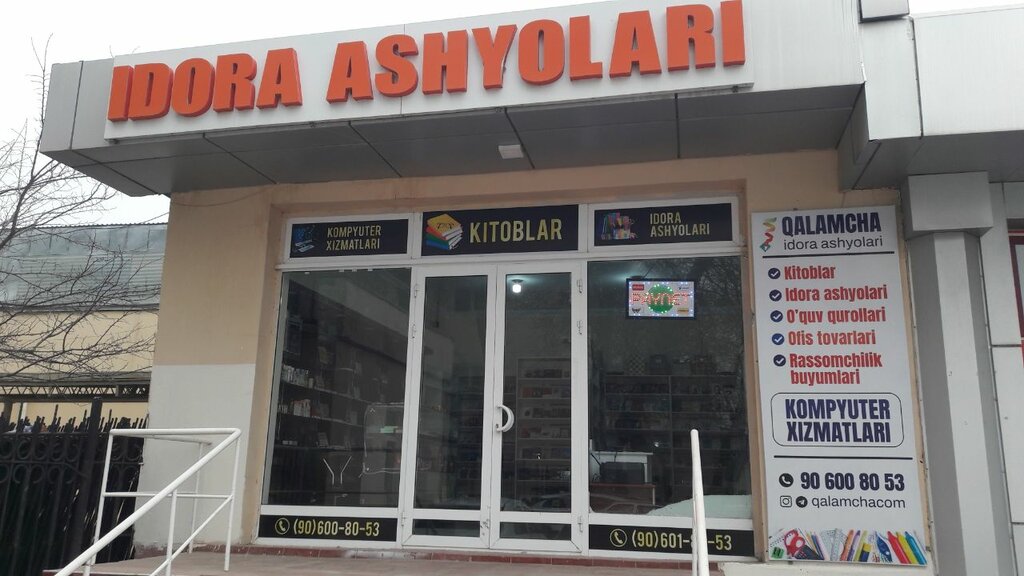 IDORA ASHYOLARI
KOMPYUTER
XIZMATLARI
KITOBLAR
IDORA
ASHYOLARI
PAYNET
QALAMCHA
idora ashyolari
Kitoblar
Idora ashyolari
O'quv qurollari
Ofis tovarlari
Rassomchilik
buyumlari
KOMPYUTER
XIZMATLARI
90 600 80 53
qalamchacom
(90)600-80-53